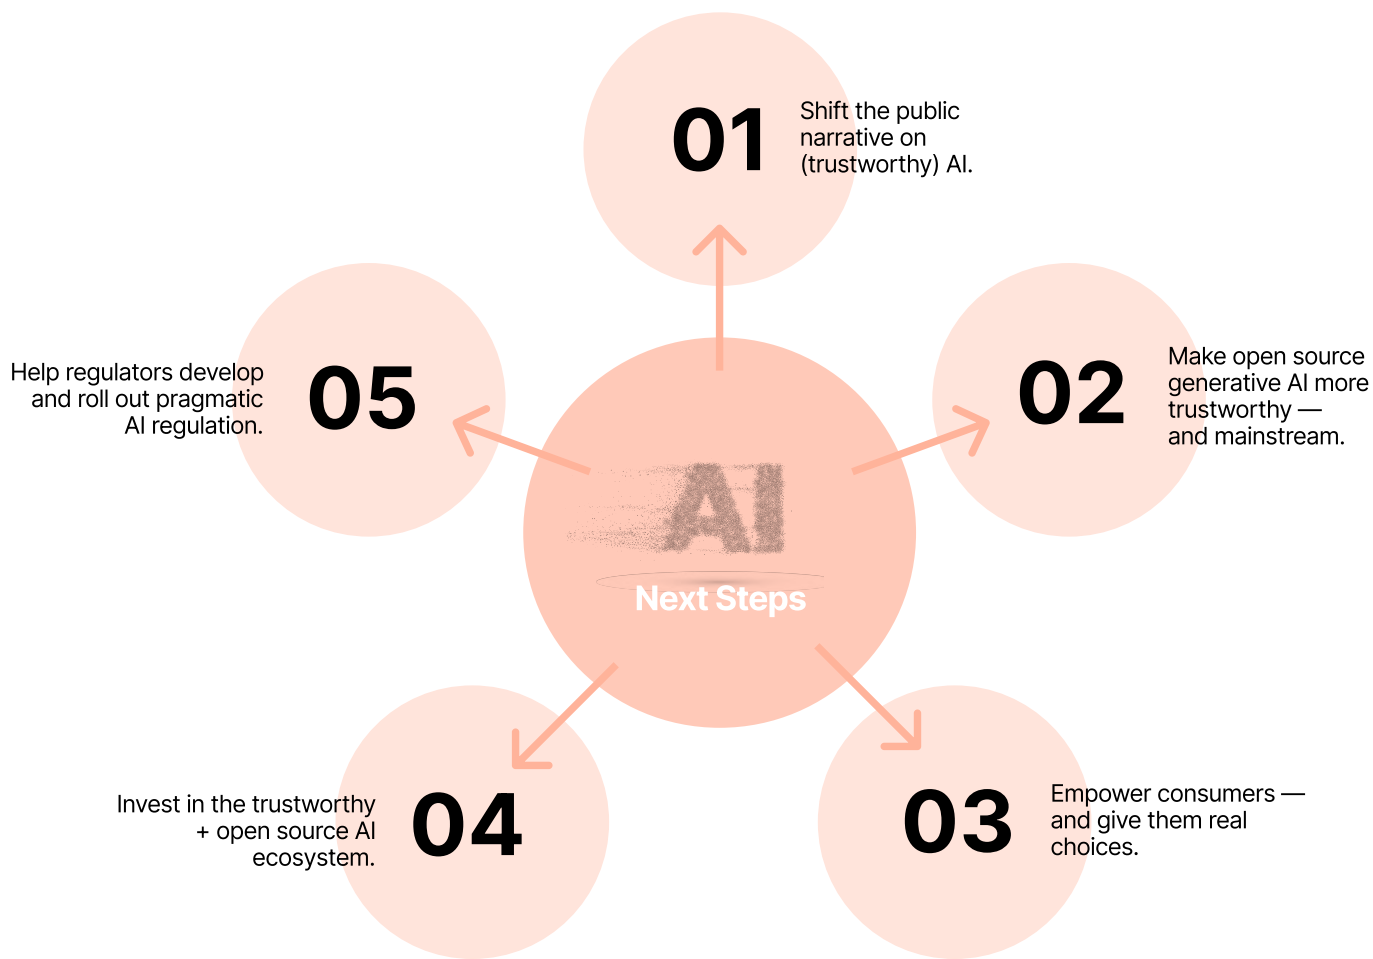 01
Shift the public
narrative on
(trustworthy) AI.
02
Make open source
generative AI more
trustworthy —
and mainstream.
03
Empower consumers —
and give them real
choices.
04
Invest in the trustworthy
+ open source AI
ecosystem.
05
Help regulators develop
and roll out pragmatic
AI regulation.
AI
Next Steps